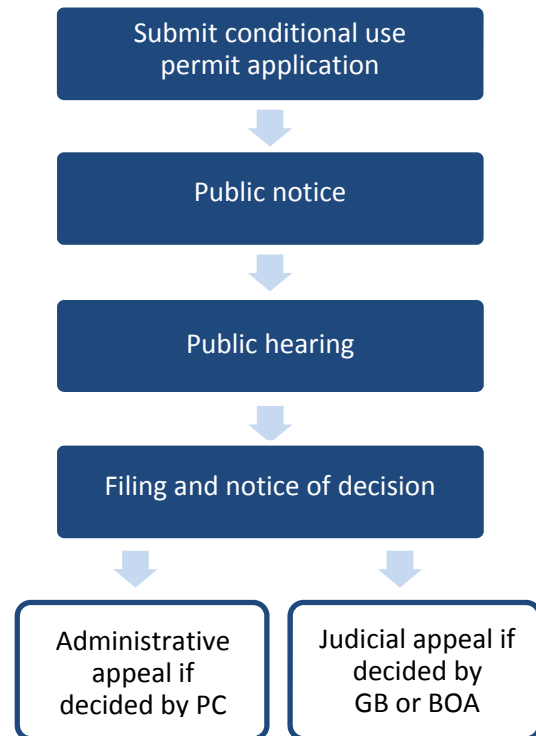 Submit conditional use
permit application
Public notice
Public hearing
Filing and notice of decision
Administrative
appeal if
decided by PC
Judicial appeal if
decided by
GB or BOA